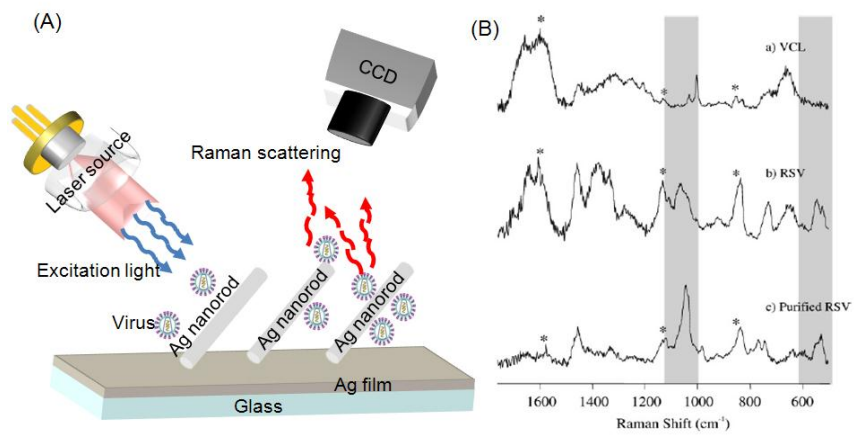 (A)
CCD
Laser source
Raman scattering
Excitation light
Virus
Ag nanorod
Ag nanorod
Ag nanorod
Ag film
Glass
(B)
*
a) VCL
*
*
*
*
*
b) RSV
c) Purified RSV
*
*
*
1600 1400 1200 1000 800 600
Raman Shift (cm⁻¹)